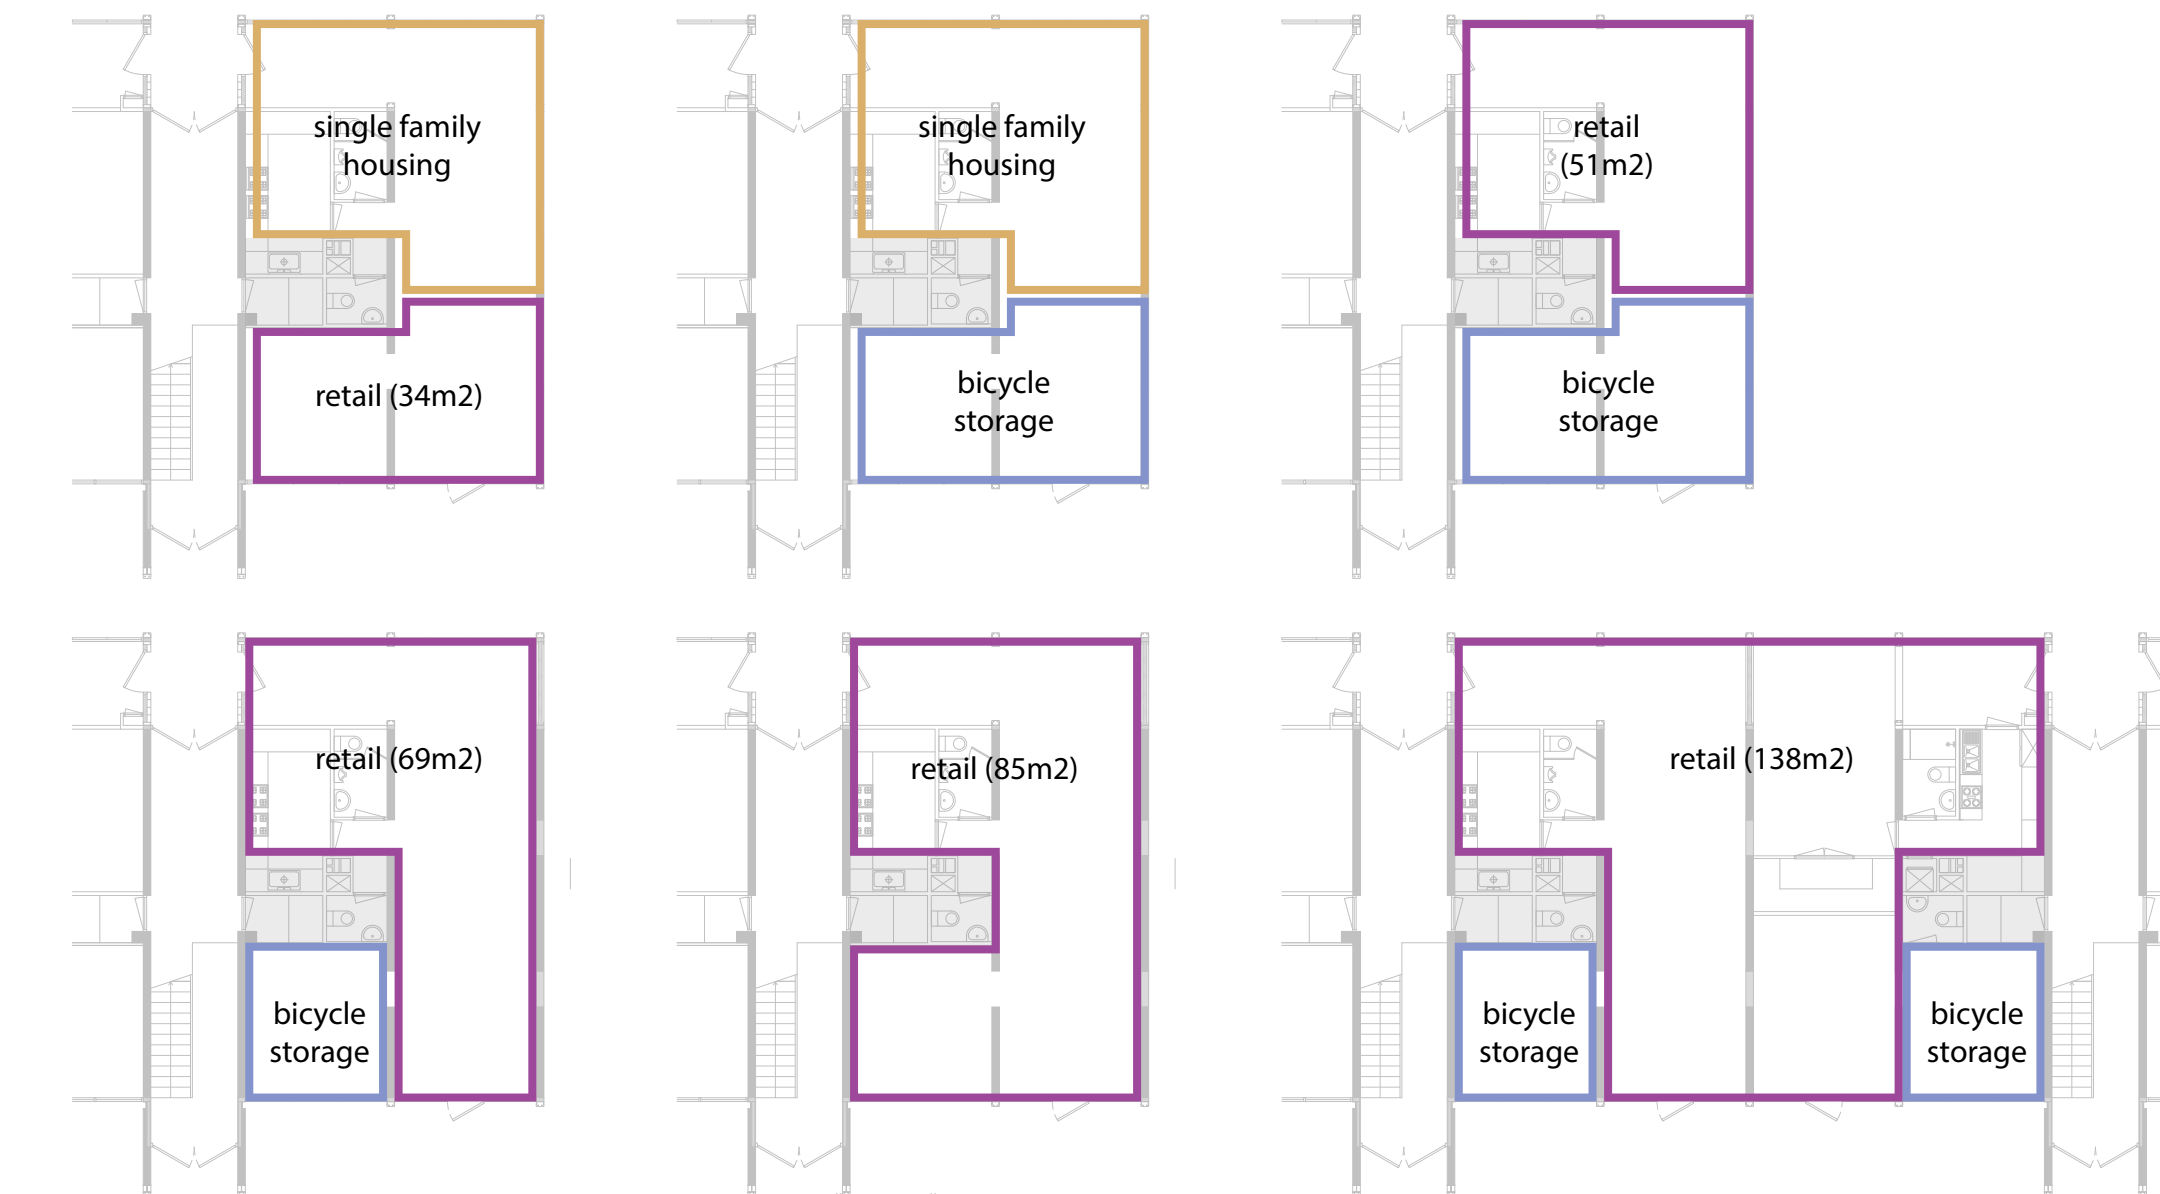 single family
housing
retail (34m2)
single family
housing
bicycle
storage
retail
(51m2)
bicycle
storage
retail (69m2)
bicycle
storage
retail (85m2)
retail (138m2)
bicycle
storage
bicycle
storage